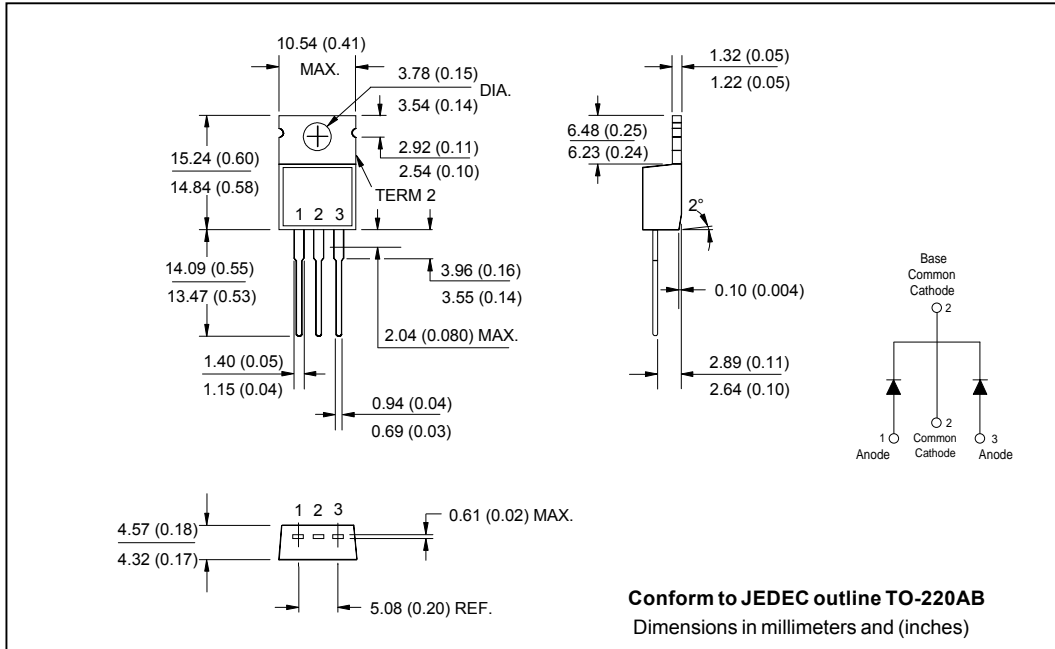 10.54 (0.41)
MAX.
3.78 (0.15)
DIA.
3.54 (0.14)
2.92 (0.11)
2.54 (0.10)
TERM 2
15.24 (0.60)
14.84 (0.58)
1 2 3
14.09 (0.55)
13.47 (0.53)
3.96 (0.16)
3.55 (0.14)
2.04 (0.080) MAX.
1.40 (0.05)
1.15 (0.04)
0.94 (0.04)
0.69 (0.03)
1.32 (0.05)
1.22 (0.05)
6.48 (0.25)
6.23 (0.24)
2°
0.10 (0.004)
2.89 (0.11)
2.64 (0.10)
Base
Common
Cathode
2
2
1
Common
3
Anode
Cathode
Anode
1 2 3
4.57 (0.18)
4.32 (0.17)
0.61 (0.02) MAX.
5.08 (0.20) REF.
Conform to JEDEC outline TO-220AB
Dimensions in millimeters and (inches)